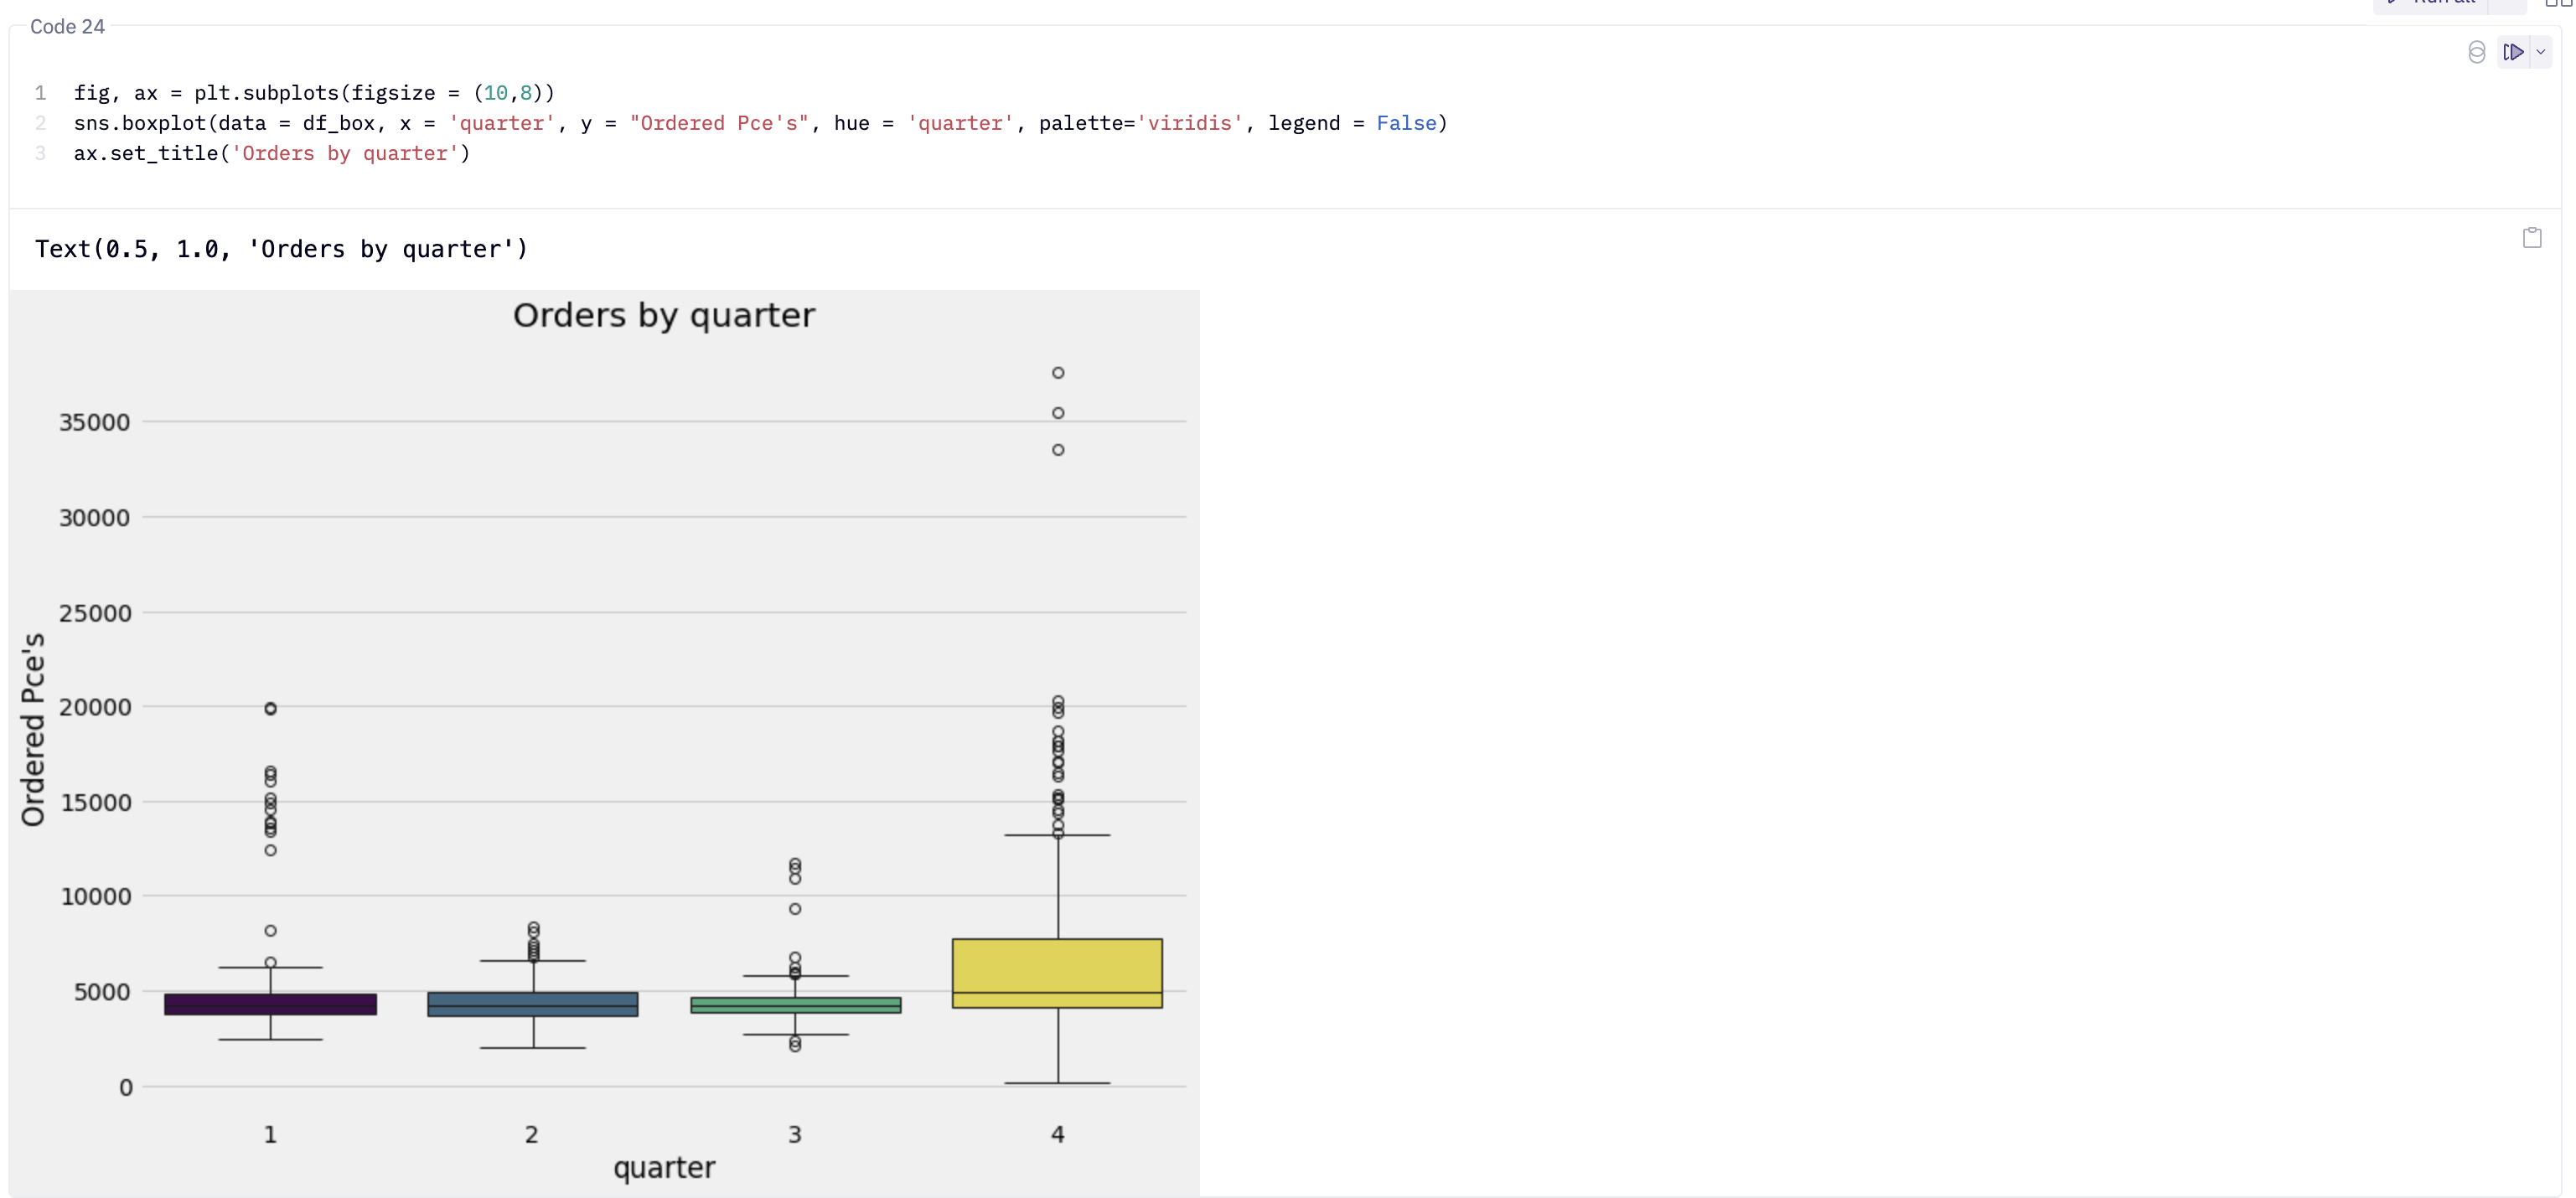 Code 24
1 fig, ax = plt.subplots(figsize = (10,8))
2 sns.boxplot(data = df_box, x = 'quarter', y = "Ordered Pce's", hue = 'quarter', palette='viridis', legend = False)
3 ax.set_title('Orders by quarter')
Text(0.5, 1.0, 'Orders by quarter')
Orders by quarter
35000
30000
25000
20000
15000
10000
5000
0
Ordered Pce's
1 2 3 4
quarter